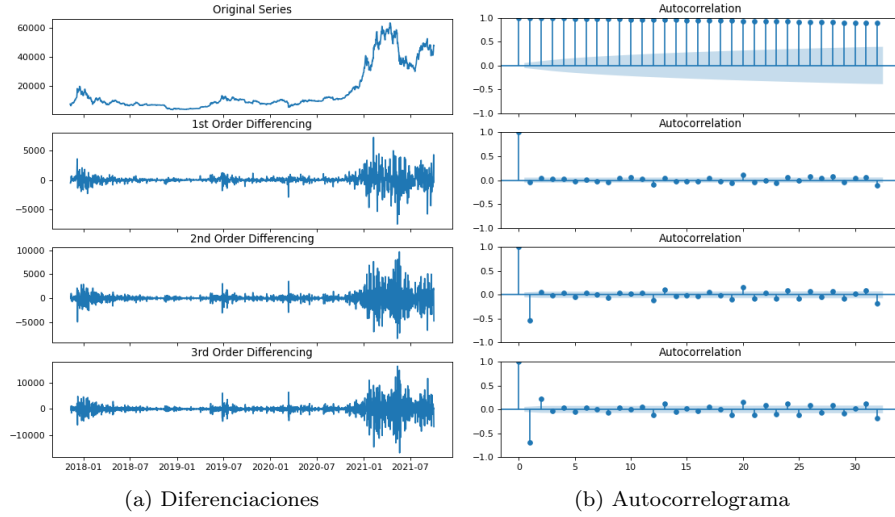 Original Series
60000
40000
20000
1st Order Differencing
5000
0
−5000
2nd Order Differencing
10000
5000
0
−5000
3rd Order Differencing
10000
0
−10000
2018-01 2018-07 2019-01 2019-07 2020-01 2020-07 2021-01 2021-07
(a) Diferenciaciones
Autocorrelation
1.0
0.5
0.0
−0.5
−1.0
Autocorrelation
1.0
0.5
0.0
−0.5
−1.0
Autocorrelation
1.0
0.5
0.0
−0.5
−1.0
Autocorrelation
1.0
0.5
0.0
−0.5
−1.0
0 5 10 15 20 25 30
(b) Autocorrelograma